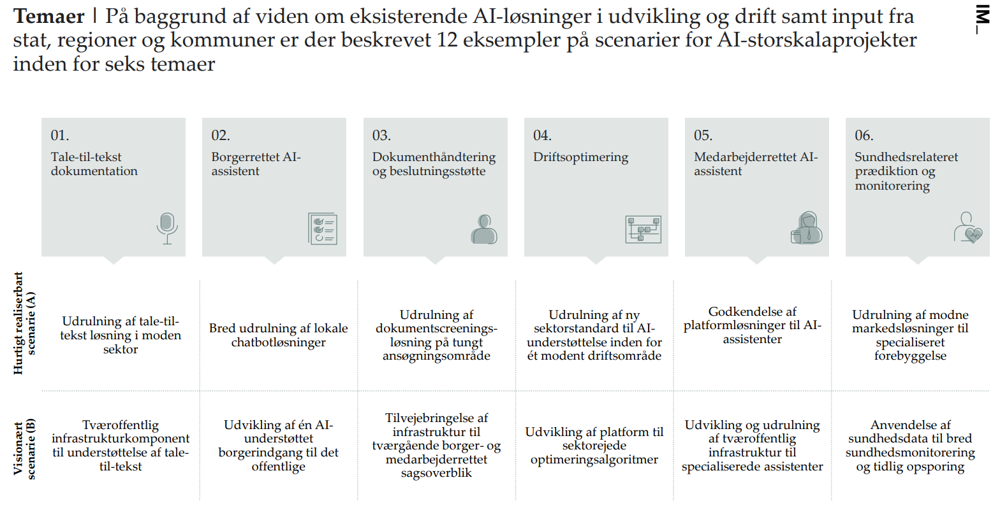 Temaer | På baggrund af viden om eksisterende AI-løsninger i udvikling og drift samt input fra
stat, regioner og kommuner er der beskrevet 12 eksempler på scenarier for AI-storskalaprojekter
inden for seks temaer
IM_
01.
Tale-til-tekst
dokumentation
02.
Borgerrettet AI-
assistent
03.
Dokumenthåndtering
og beslutningsstøtte
04.
Driftsoptimering
05.
Medarbejderrettet AI-
assistent
06.
Sundhedsrelateret
prædiktion og
monitorering
Hurtigt realiserbart
scenarie (A)
Udrulning af tale-til-
tekst løsning i moden
sektor
Bred udrulning af lokale
chatbotløsninger
Udrulning af
dokumentscreenings-
løsning på tungt
ansøgningsområde
Udrulning af ny
sektorstandard til AI-
understøttelse inden for
ét modent driftsområde
Godkendelse af
platformløsninger til AI-
assistenter
Udrulning af modne
markedsløsninger til
specialiseret
forebyggelse
Visionært
scenarie (B)
Tværoffentlig
infrastrukturkomponent
til understøttelse af tale-
til-tekst
Udvikling af én AI-
understøttet
borgerindgang til det
offentlige
Tilvejebringelse af
infrastruktur til
tværgående borger- og
medarbejderrettet
sagsoverblik
Udvikling af platform til
sektorejede
optimeringsalgoritmer
Udvikling og udrulning
af tværoffentlig
infrastruktur til
specialiserede assistenter
Anvendelse af
sundhedsdata til bred
sundhedsmonitorering
og tidlig opsporing